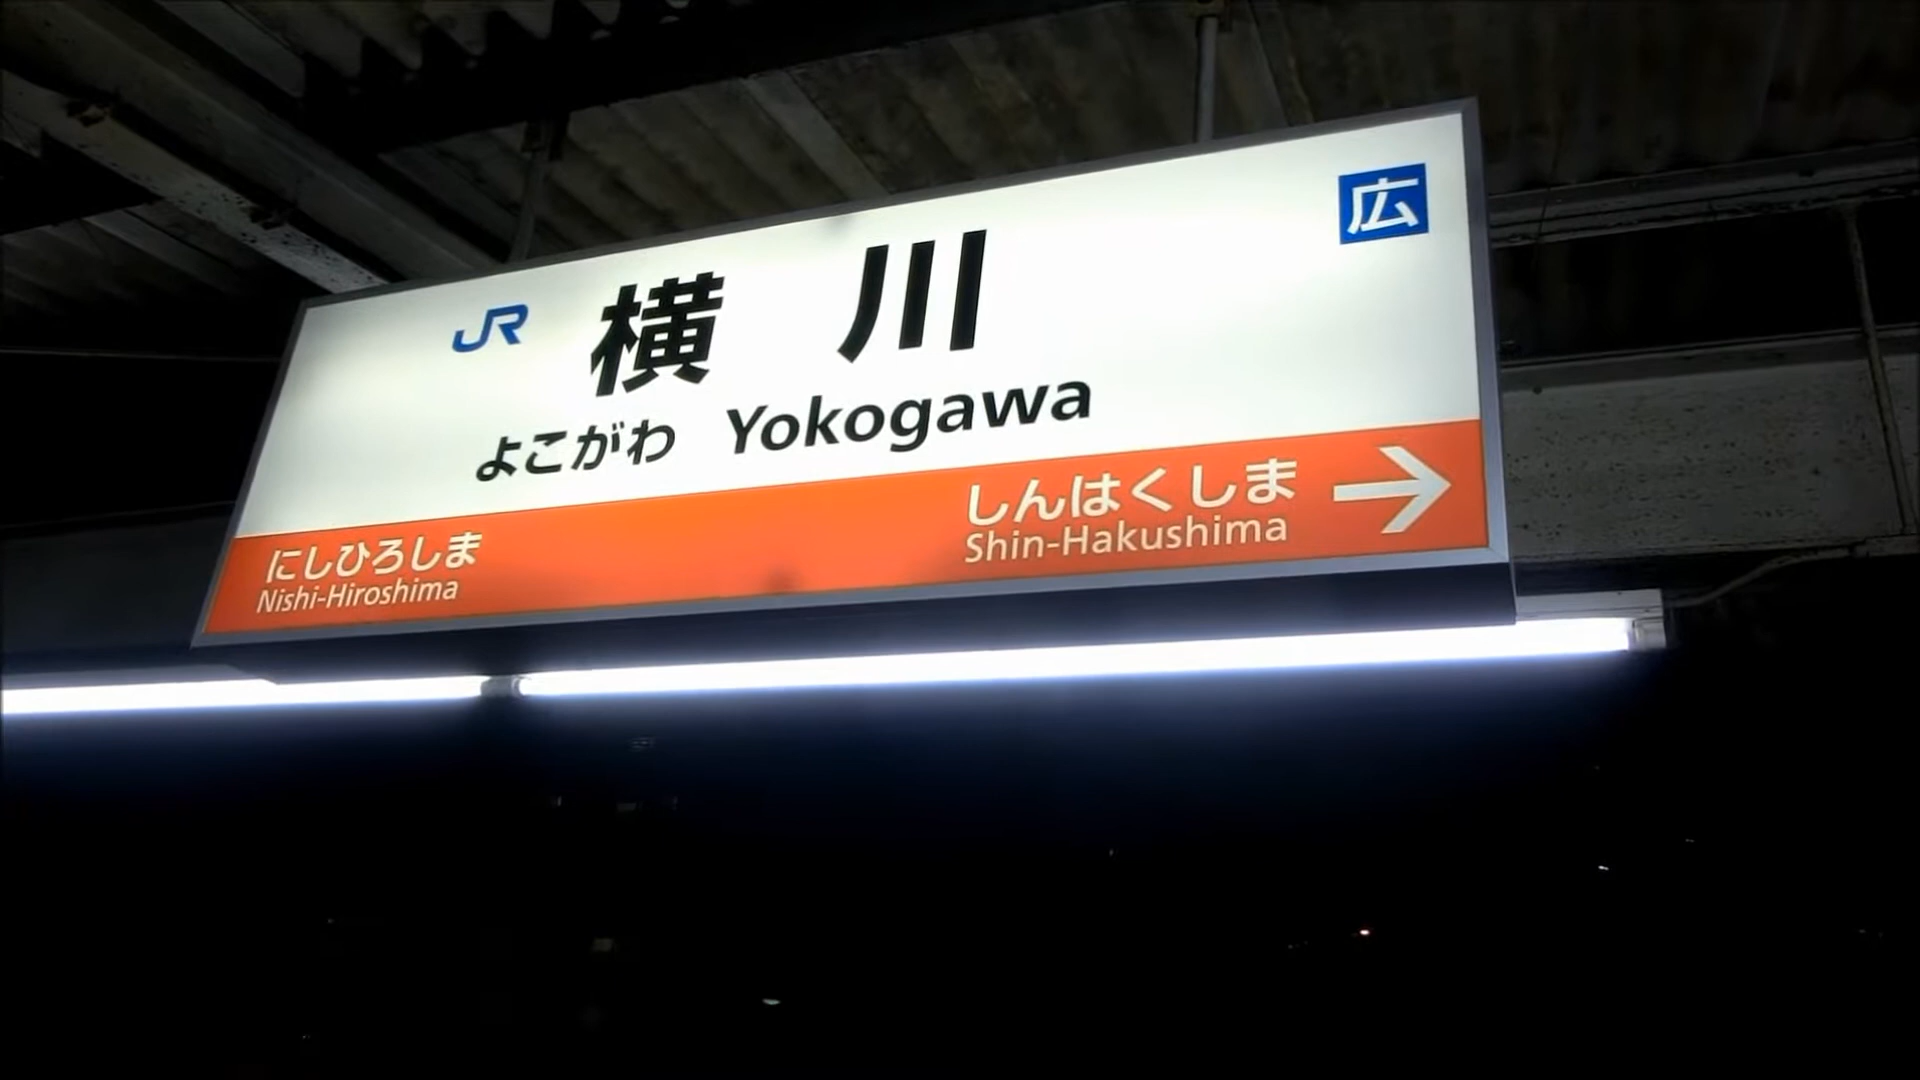 広
JR 横川
よこがわ Yokogawa
にしひろしま
Nishi-Hiroshima
しんはくしま
Shin-Hakushima